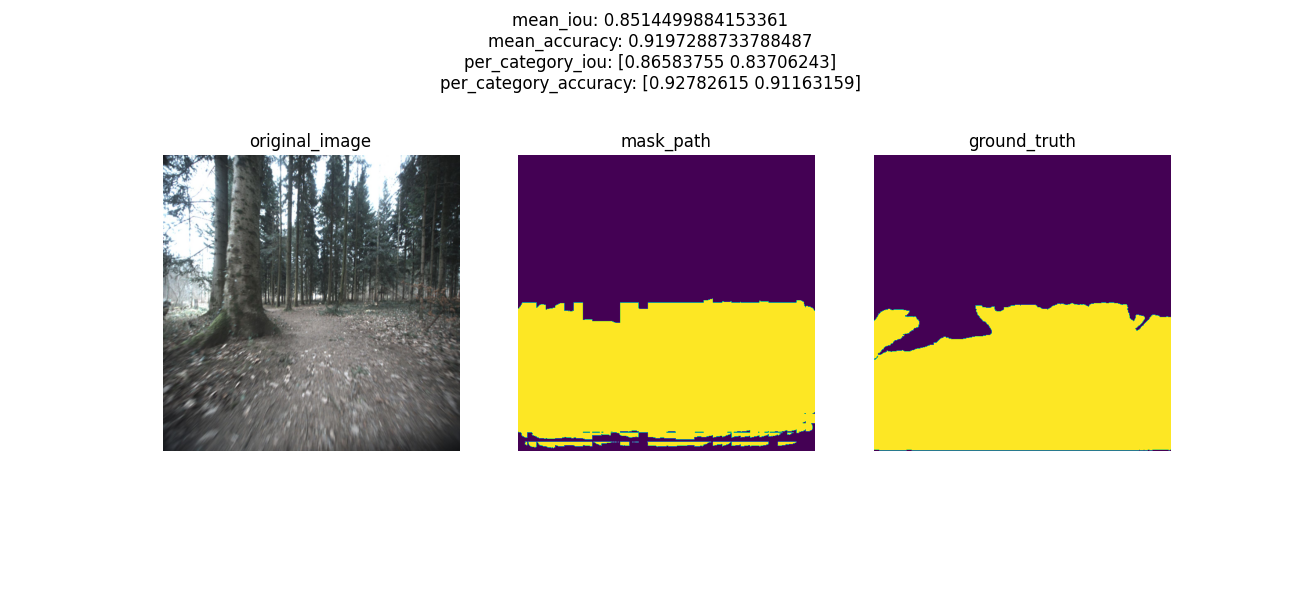 mean_iou: 0.8514499884153361
mean_accuracy: 0.9197288733788487
per_category_iou: [0.86583755 0.83706243]
per_category_accuracy: [0.92782615 0.91163159]
original_image
mask_path
ground_truth